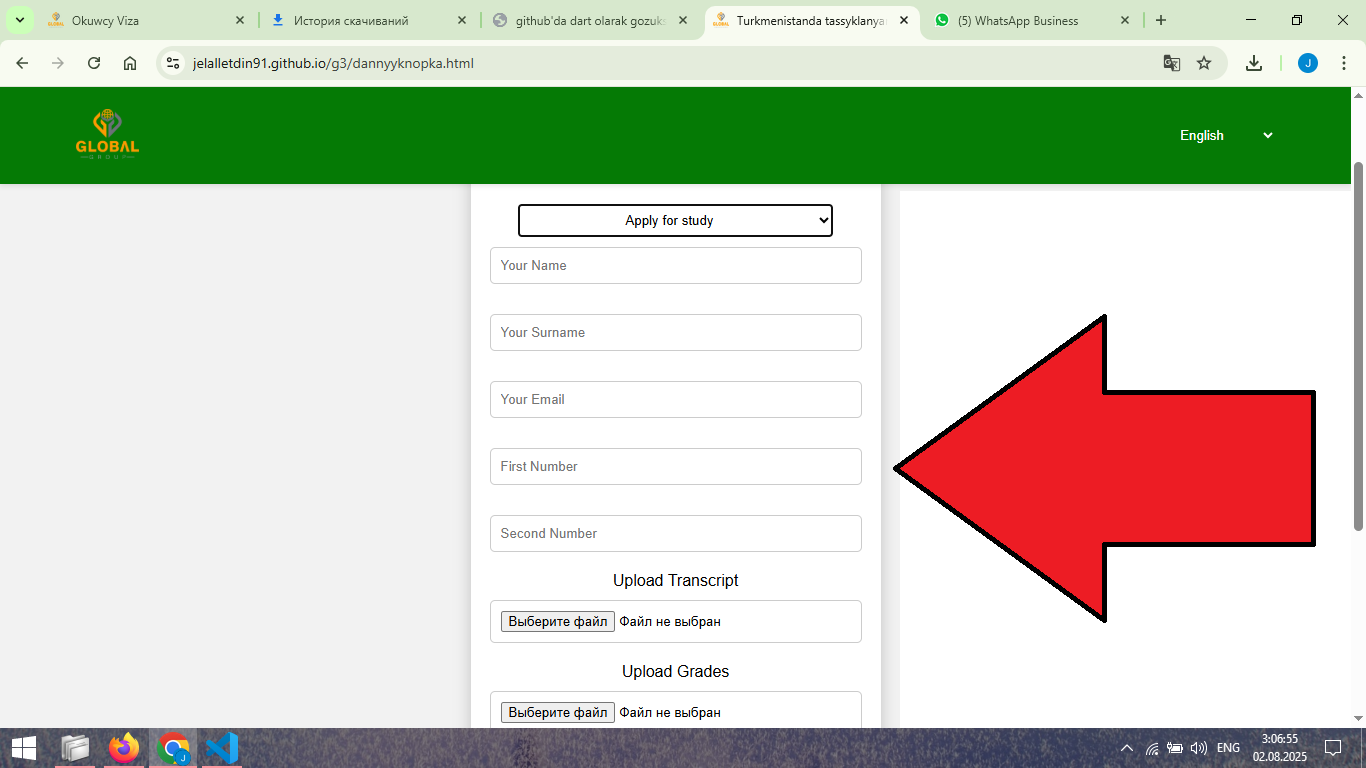 Okuwcy Viza
История скачиваний
github'da dart olarak gozuks
Turkmenistanda tassyklanya
(5) WhatsApp Business
jelalletdin91.github.io/g3/dannyyknopka.html
J
GLOBAL
GROUP
English
Apply for study
Your Name
Your Surname
Your Email
First Number
Second Number
Upload Transcript
Выберите файл Файл не выбран
Upload Grades
Выберите файл Файл не выбран
J
ENG
3:06:55
02.08.2025